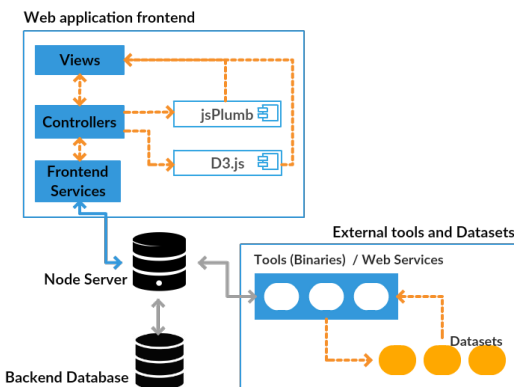 Web application frontend
Views
Controllers
jsPlumb
D3.js
Frontend
Services
External tools and Datasets
Tools (Binaries) / Web Services
Node Server
Datasets
Backend Database